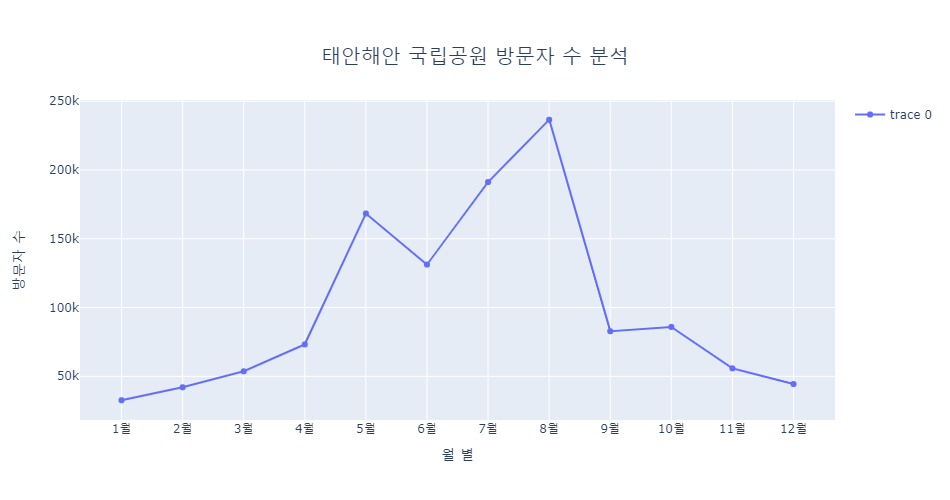 태안해안 국립공원 방문자 수 분석
250k
200k
150k
100k
50k
방문자 수
1월 2월 3월 4월 5월 6월 7월 8월 9월 10월 11월 12월
월 별
trace 0